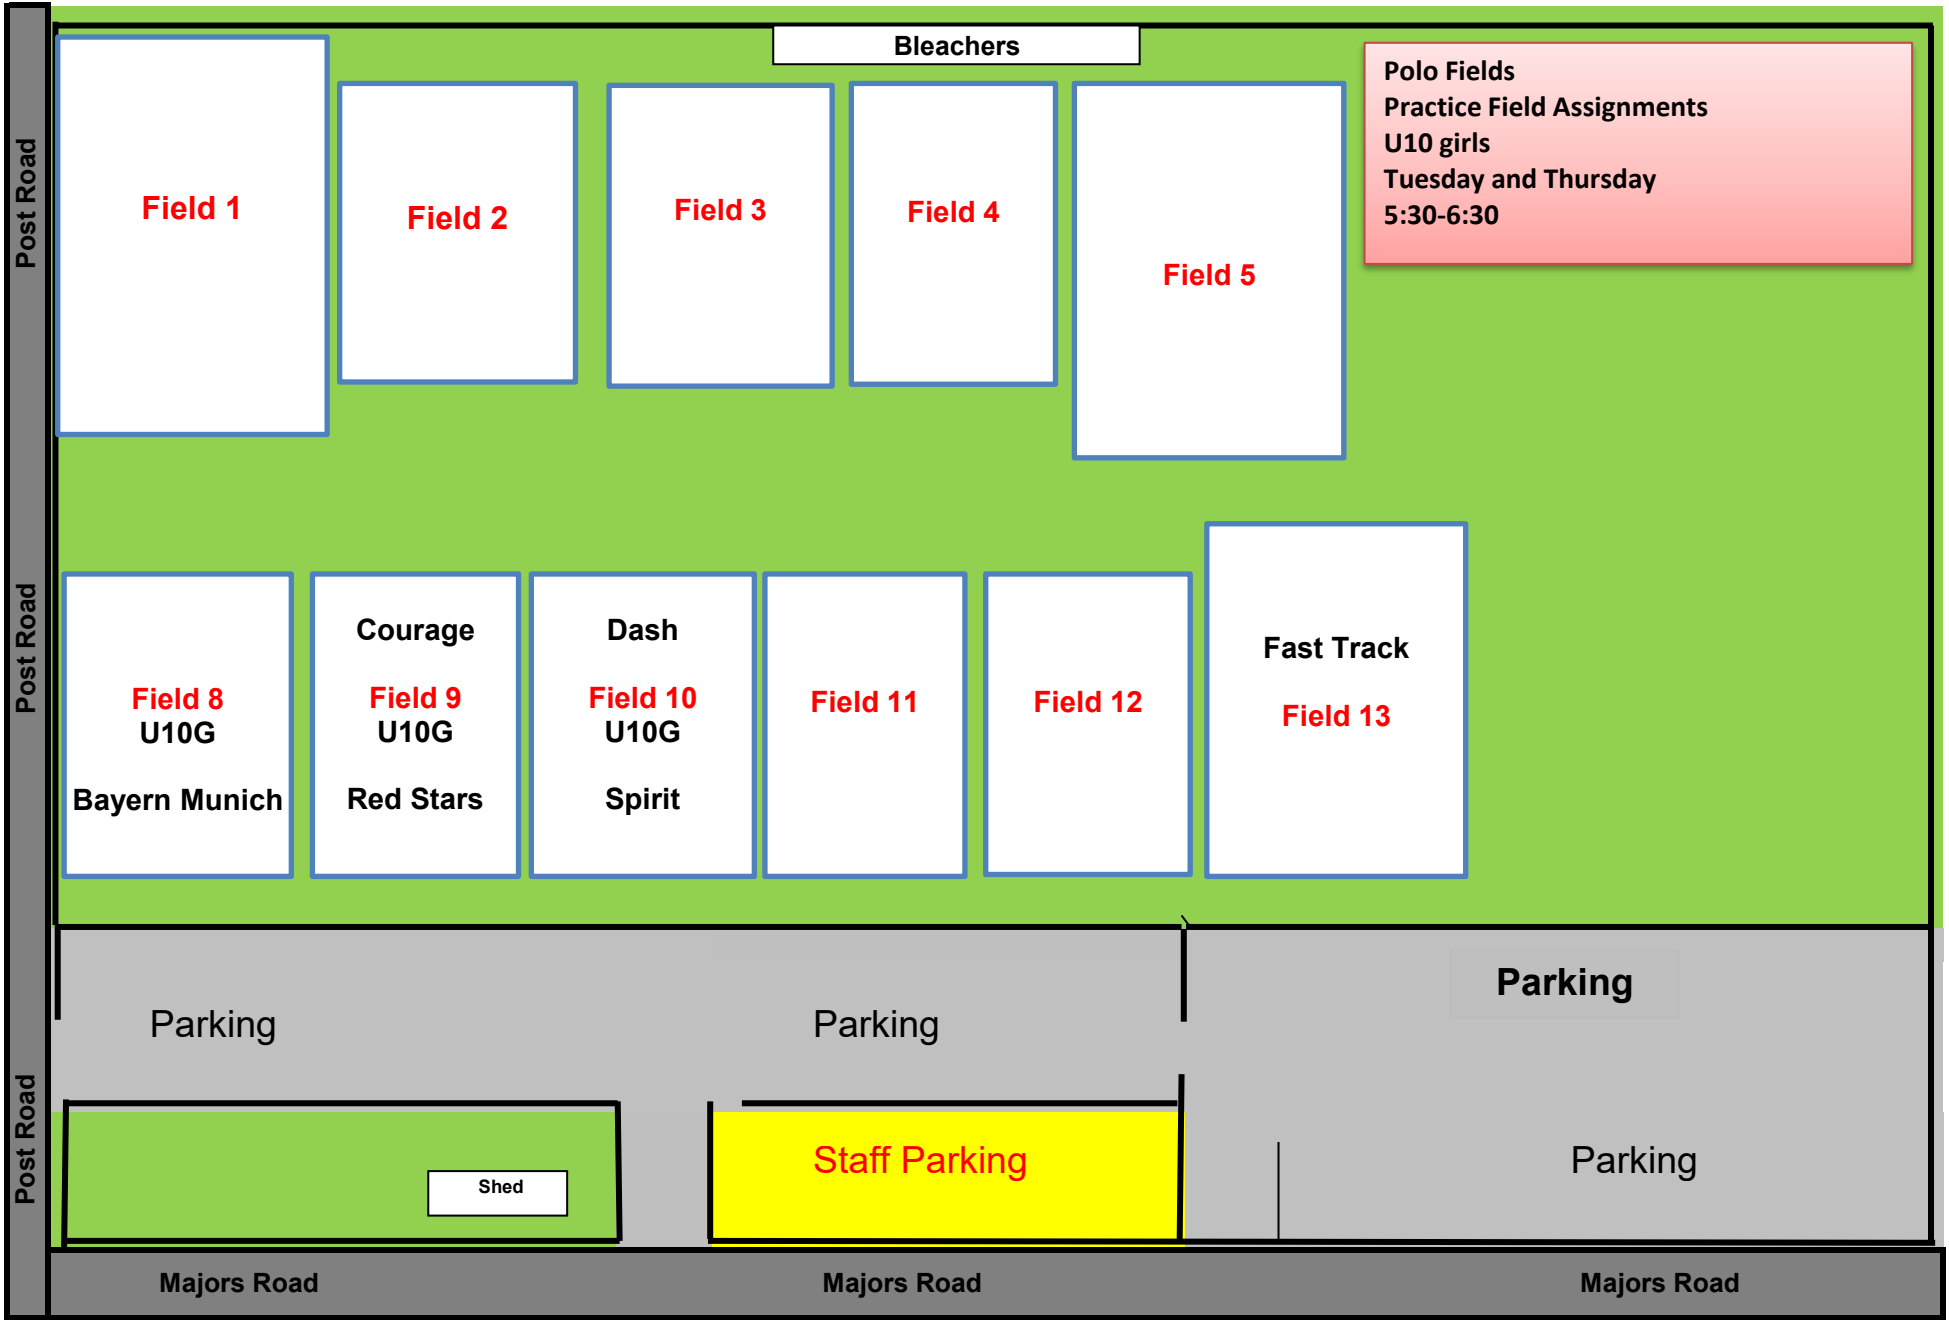 Bleachers
Polo Fields
Practice Field Assignments
U10 girls
Tuesday and Thursday
5:30-6:30
Post Road
Field 1
Field 2
Field 3
Field 4
Field 5
Post Road
Field 8
U10G
Bayern Munich
Courage
Field 9
U10G
Red Stars
Dash
Field 10
U10G
Spirit
Field 11
Field 12
Fast Track
Field 13
Parking
Parking
Parking
Post Road
Shed
Staff Parking
Parking
Majors Road
Majors Road
Majors Road